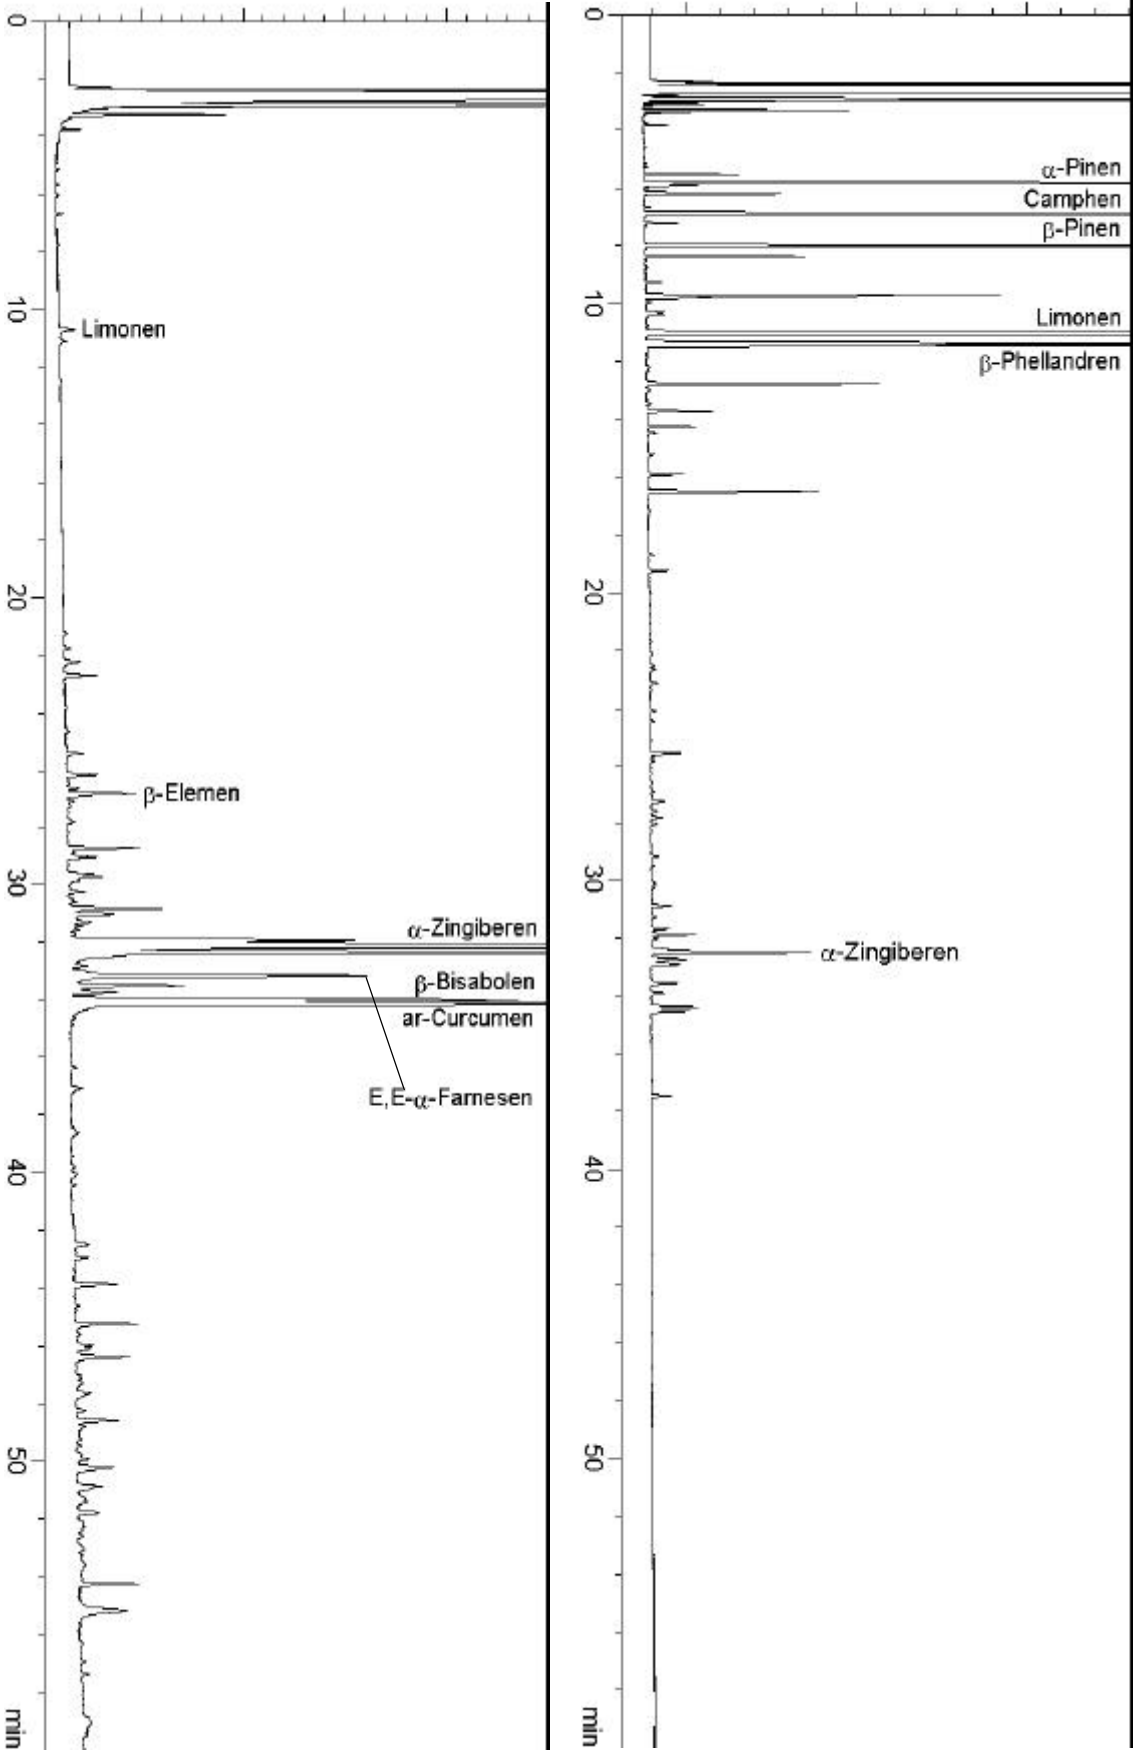 0
10
20
30
40
50
min
Limonen
β-Elemen
α-Zingiberen
β-Bisabolen
ar-Curcumen
E,E-α-Farnesen
0
10
20
30
40
50
min
α-Pinen
Camphen
β-Pinen
Limonen
β-Phellandren
α-Zingiberen